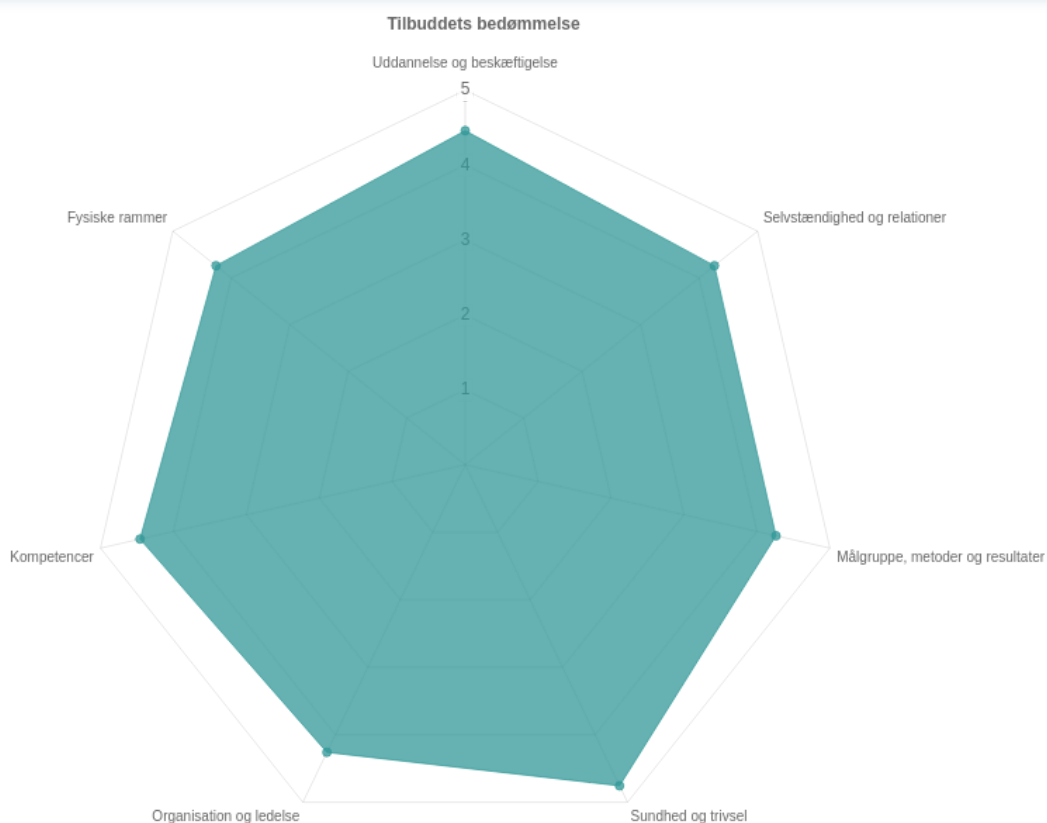 Tilbuddets bedømmelse
Uddannelse og beskæftigelse
5
4
Fysiske rammer
Selvstændighed og relationer
3
2
1
Kompetencer
Målgruppe, metoder og resultater
Organisation og ledelse
Sundhed og trivsel